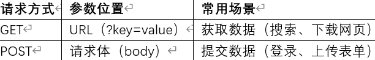 请求方式 参数位置 常用场景
GET URL（?key=value） 获取数据（搜索、下载网页）
POST 请求体（body） 提交数据（登录、上传表单）